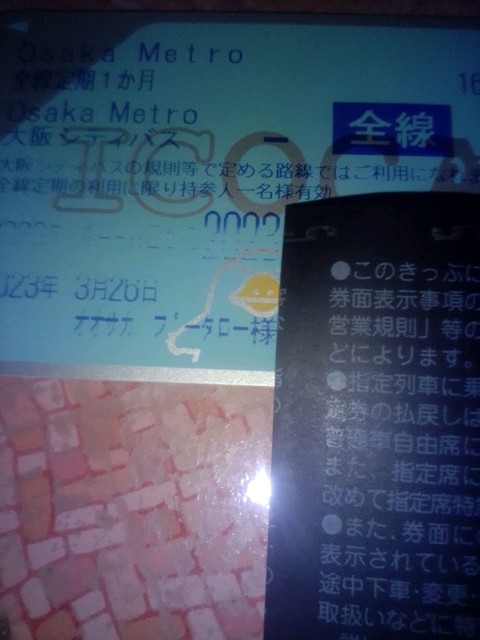 Osaka Metro
全線定期1か月
16
Osaka Metro
大阪シティバス
ー
全線
大阪シティバスの規則等で定める路線ではご利用になれま
全線定期の利用に限り持参人一名様有効
ICOCA
2022
023年 3月26日
オオサカ プータロー様
●このきっぷに
券面表示事項の
営業規則」等の
どによります。
●指定列車に乗
定券の払戻しは
普通車自由席に
また、指定席に
改めて指定席特
●また、券面に
表示されている
途中下車・変更・
取扱いなどに